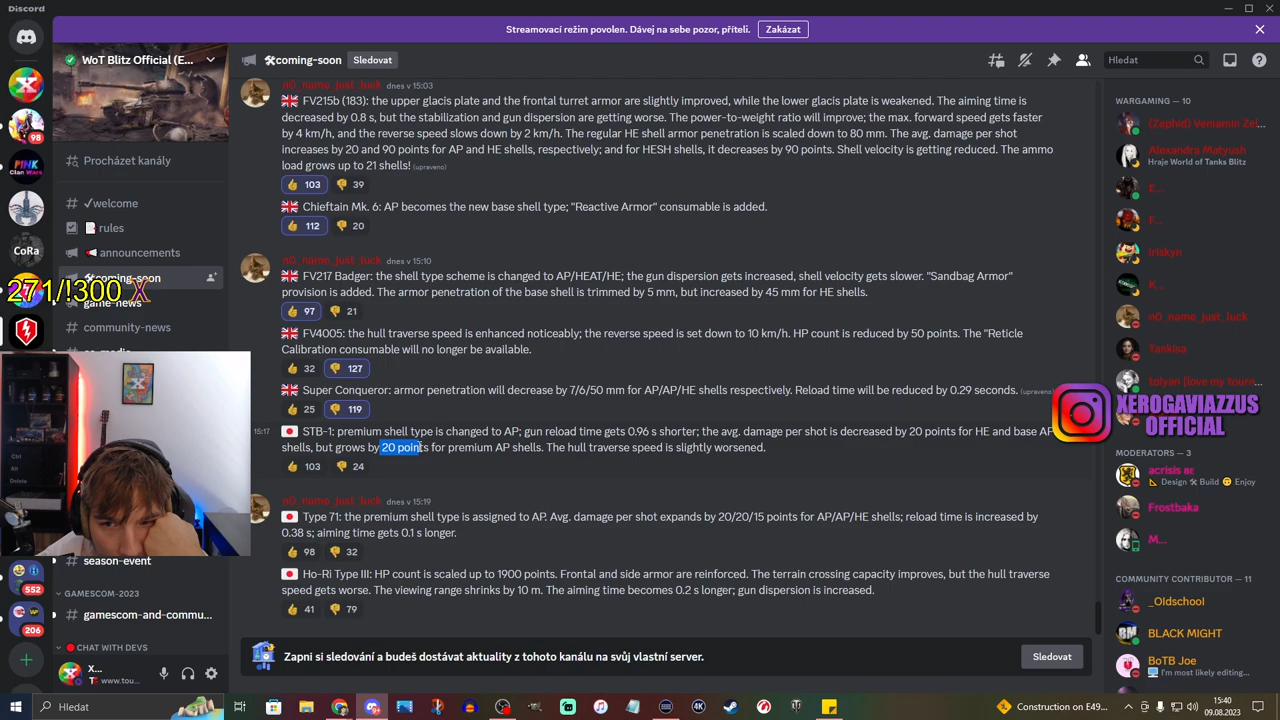 Discord
Streamovací režim povolen. Dávej na sebe pozor, příteli.
Zakázat
WoT Blitz Official (E...
🛠coming-soon
Sledovat
Hledat
98
PINK
CoRa
271/!300 X
552
206
Procházet kanály
✓welcome
rules
announcements
🛠coming-soon
game-news
community-news
season-event
GAMESCOM-2023
gamescom-and-commu...
CHAT WITH DEVS
X...
www.tou...
n0_name_just_luck dnes v 15:03
FV215b (183): the upper glacis plate and the frontal turret armor are slightly improved, while the lower glacis plate is weakened. The aiming time is
decreased by 0.8 s, but the stabilization and gun dispersion are getting worse. The power-to-weight ratio will improve; the max. forward speed gets faster
by 4 km/h, and the reverse speed slows down by 2 km/h. The regular HE shell armor penetration is scaled down to 80 mm. The avg. damage per shot
increases by 20 and 90 points for AP and HE shells, respectively; and for HESH shells, it decreases by 90 points. Shell velocity is getting reduced. The ammo
load grows up to 21 shells! (upraveno)
👍 103 👎 39
Chieftain Mk. 6: AP becomes the new base shell type; "Reactive Armor" consumable is added.
👍 112 👎 20
n0_name_just_luck dnes v 15:10
FV217 Badger: the shell type scheme is changed to AP/HEAT/HE; the gun dispersion gets increased, shell velocity gets slower. "Sandbag Armor"
provision is added. The armor penetration of the base shell is trimmed by 5 mm, but increased by 45 mm for HE shells.
👍 97 👎 21
FV4005: the hull traverse speed is enhanced noticeably; the reverse speed is set down to 10 km/h. HP count is reduced by 50 points. The "Reticle
Calibration consumable will no longer be available.
👍 32 👎 127
Super Conqueror: armor penetration will decrease by 7/6/50 mm for AP/AP/HE shells respectively. Reload time will be reduced by 0.29 seconds. (upraveno)
👍 25 👎 119
15:17 STB-1: premium shell type is changed to AP; gun reload time gets 0.96 s shorter; the avg. damage per shot is decreased by 20 points for HE and base AP
shells, but grows by 20 points for premium AP shells. The hull traverse speed is slightly worsened.
👍 103 👎 24
n0_name_just_luck dnes v 15:19
Type 71: the premium shell type is assigned to AP. Avg. damage per shot expands by 20/20/15 points for AP/AP/HE shells; reload time is increased by
0.38 s; aiming time gets 0.1 s longer.
👍 98 👎 32
Ho-Ri Type III: HP count is scaled up to 1900 points. Frontal and side armor are reinforced. The terrain crossing capacity improves, but the hull traverse
speed gets worse. The viewing range shrinks by 10 m. The aiming time becomes 0.2 s longer; gun dispersion is increased.
👍 41 👎 79
Zapni si sledování a budeš dostávat aktuality z tohoto kanálu na svůj vlastní server.
Sledovat
WARGAMING — 10
(Zephid) Veniamin Zel...
Alexandra Matyush
Hraje World of Tanks Blitz
E...
F...
Iriskyn
K...
n0_name_just_luck
Tankisa
tolyan [love my tourn...
XEROGAVIAZZUS
OFFICIAL
MODERATORS — 3
acrisis BE
Design 🛠 Build 🙃 Enjoy
Frostbaka
M...
COMMUNITY CONTRIBUTOR — 11
_Oldschool
BLACK MIGHT
BoTB Joe
I'm most likely editing...
Hledat
Construction on E49...
15:40
09.08.2023